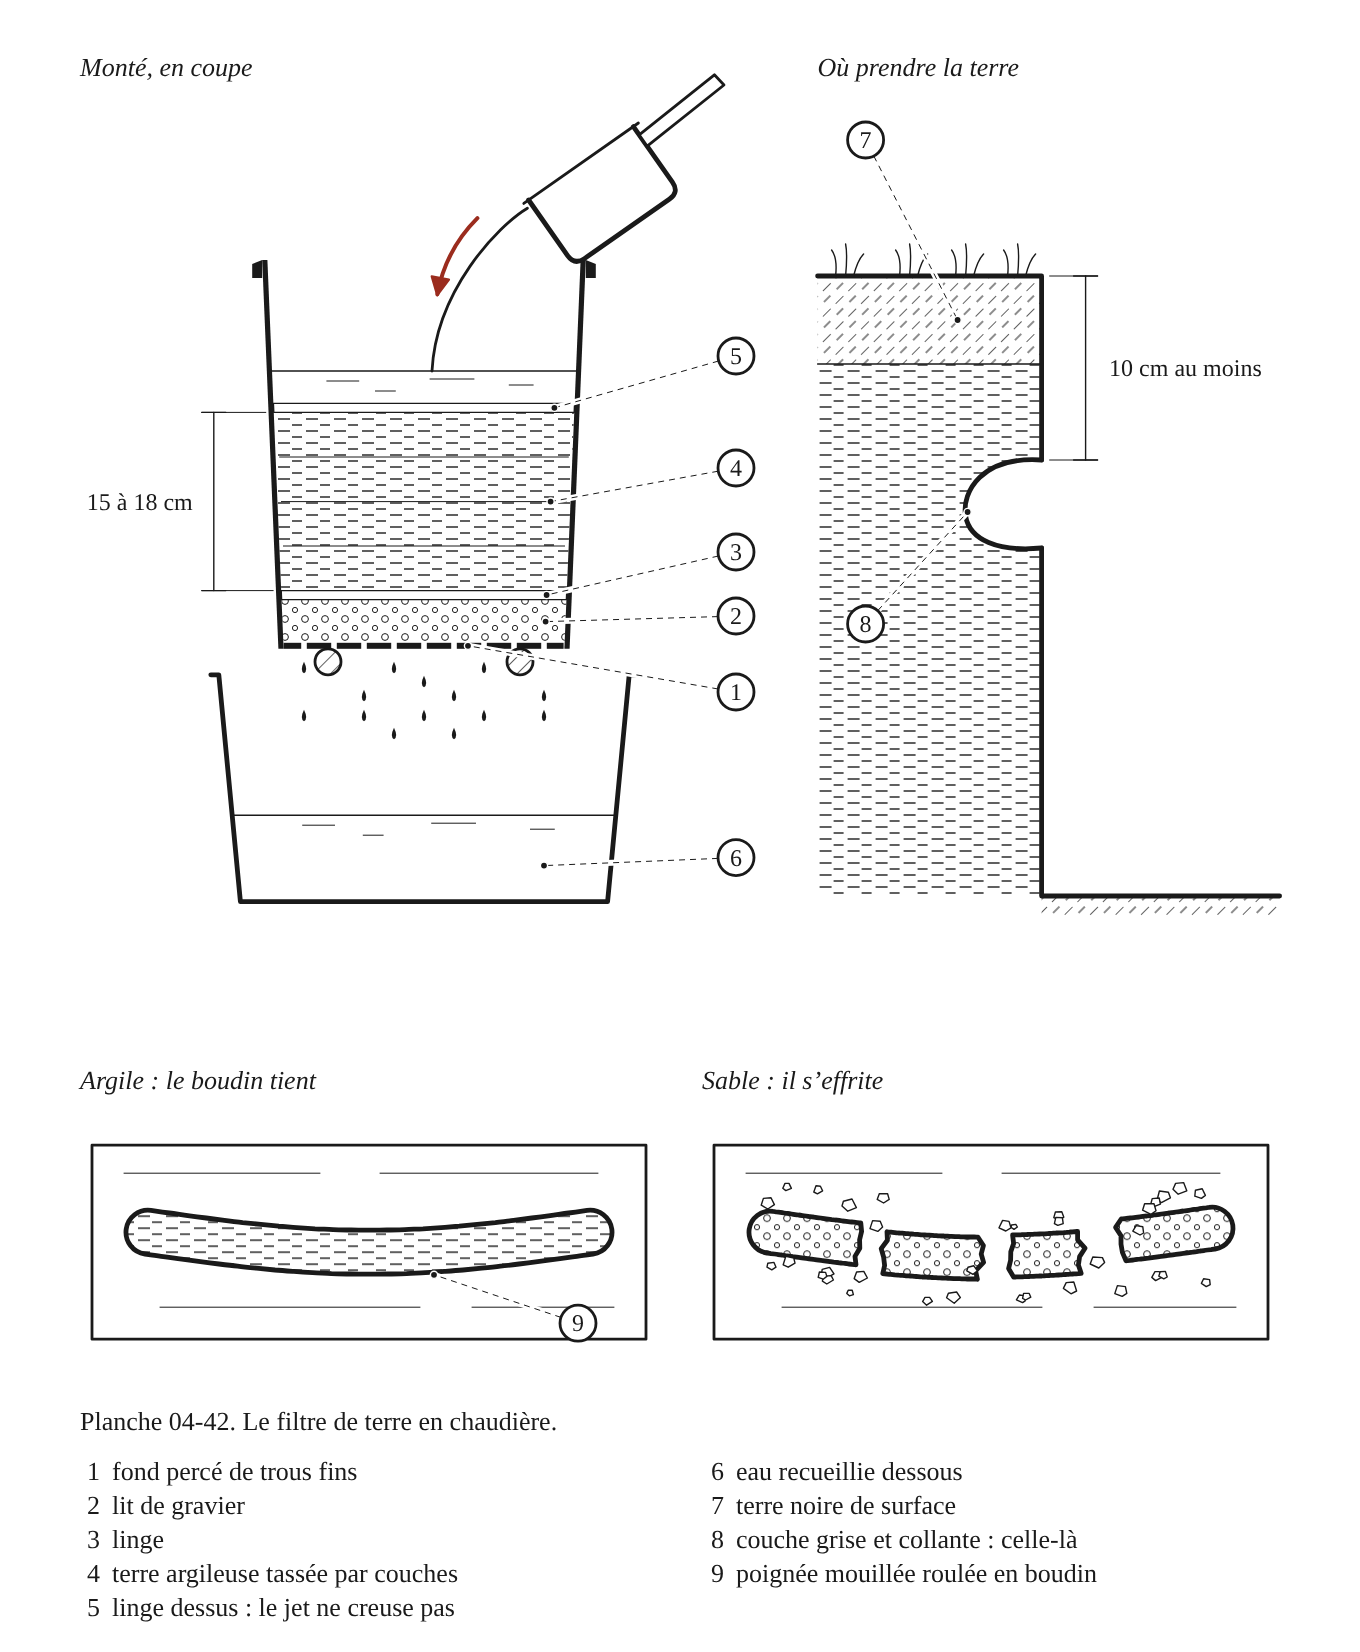 Monté, en coupe
Où prendre la terre
7
5
10 cm au moins
4
15 à 18 cm
3
2
8
1
6
Argile : le boudin tient
Sable : il s’effrite
9
Planche 04-42. Le filtre de terre en chaudière.
1 fond percé de trous fins
2 lit de gravier
3 linge
4 terre argileuse tassée par couches
5 linge dessus : le jet ne creuse pas
6 eau recueillie dessous
7 terre noire de surface
8 couche grise et collante : celle-là
9 poignée mouillée roulée en boudin